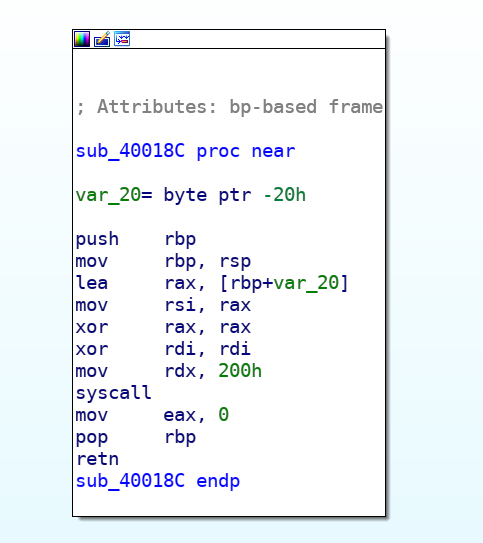 ; Attributes: bp-based frame
sub_40018C proc near
var_20= byte ptr -20h
push rbp
mov rbp, rsp
lea rax, [rbp+var_20]
mov rsi, rax
xor rax, rax
xor rdi, rdi
mov rdx, 200h
syscall
mov eax, 0
pop rbp
retn
sub_40018C endp